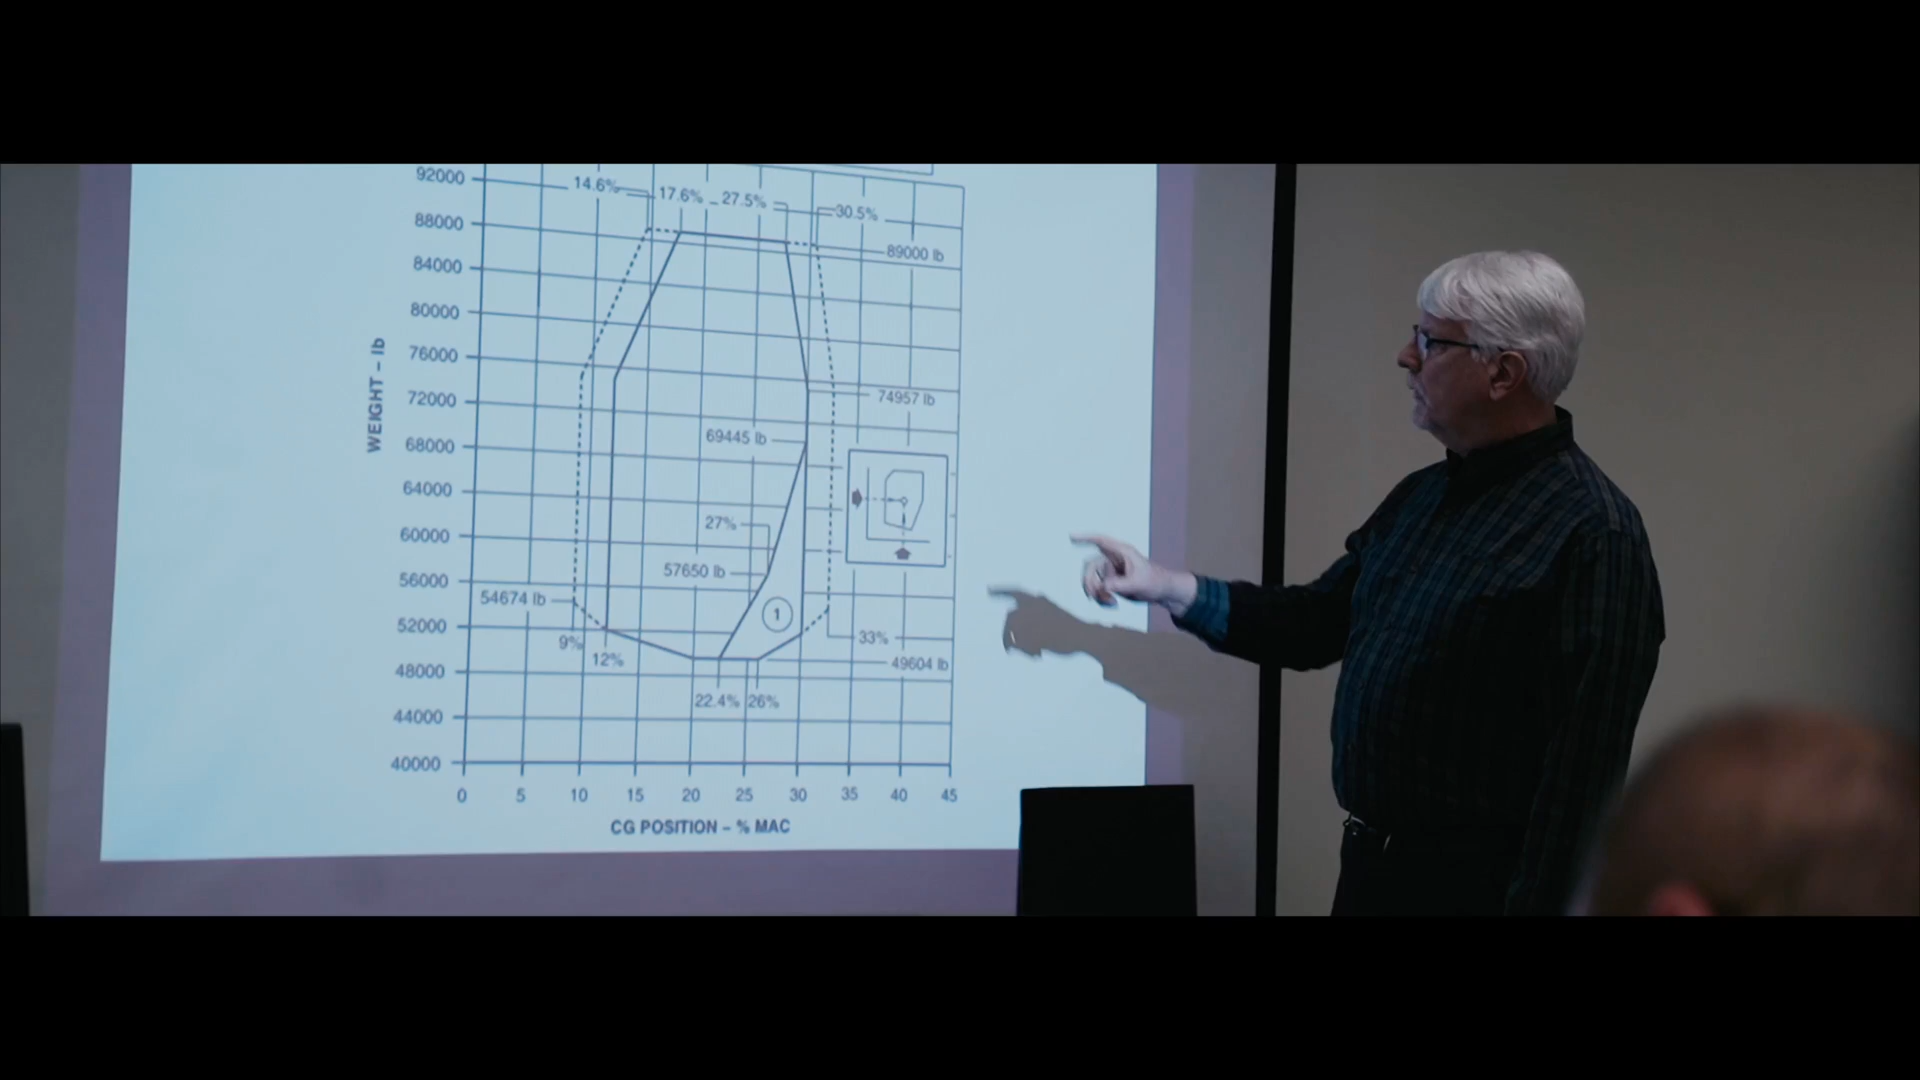 92000
14.6%
17.6%
27.5%
30.5%
88000
89000 lb
84000
80000
76000
74957 lb
72000
69445 lb
68000
64000
27%
60000
57650 lb
56000
54674 lb
1
52000
9%
12%
33%
49604 lb
48000
22.4%
26%
44000
40000
0 5 10 15 20 25 30 35 40 45
WEIGHT – lb
CG POSITION – % MAC